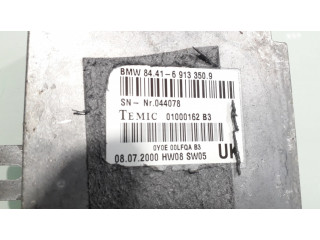 BMW 84.41-6 913 350.9
SN- Nr.044078
TEMIC 01000162 B3
0Y0E 00LFQA B3
UK
08.07.2000 HW08 SW05